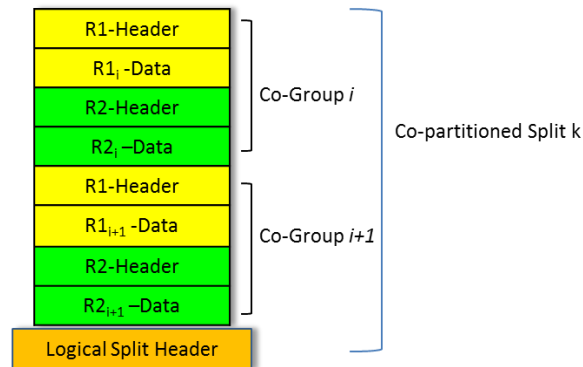 R1-Header
R1i -Data
R2-Header
R2i –Data
Co-Group i
R1-Header
R1i+1 -Data
R2-Header
R2i+1 –Data
Co-Group i+1
Logical Split Header
Co-partitioned Split k